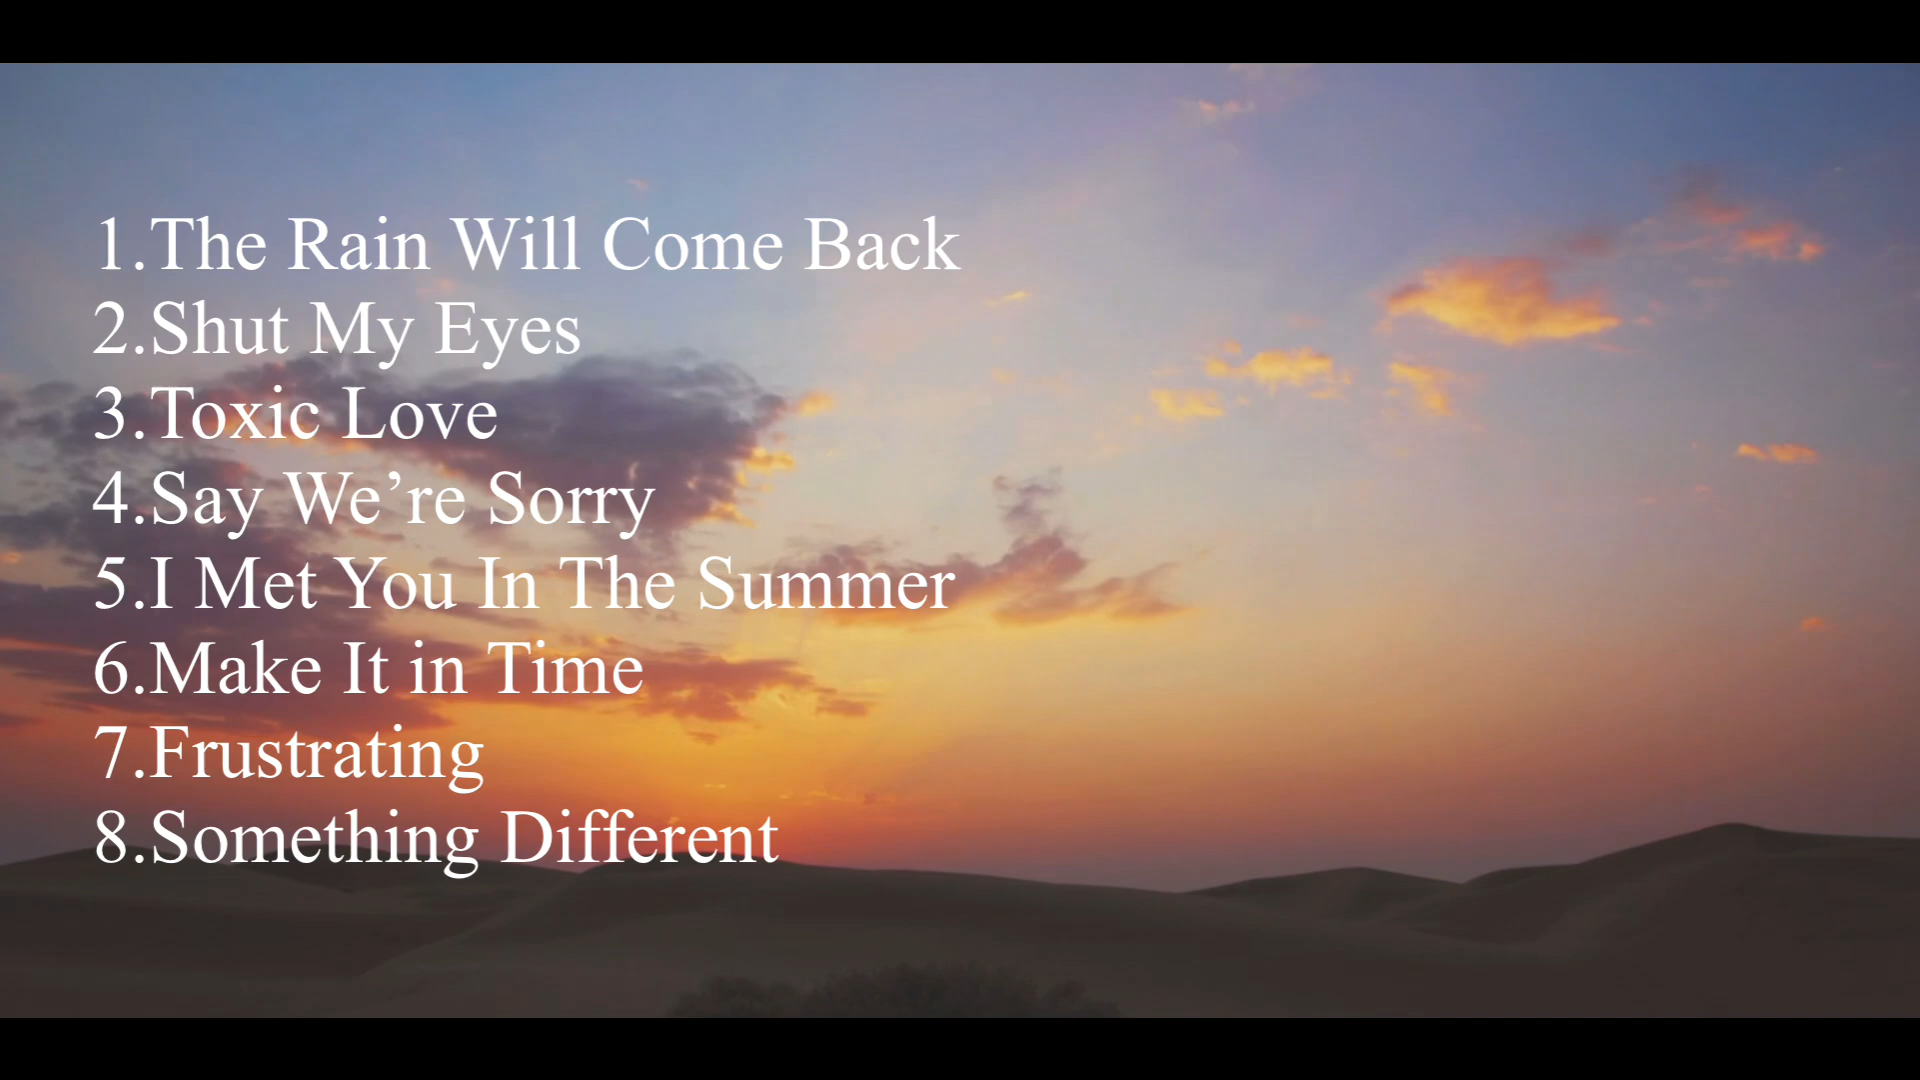 1.The Rain Will Come Back
2.Shut My Eyes
3.Toxic Love
4.Say We’re Sorry
5.I Met You In The Summer
6.Make It in Time
7.Frustrating
8.Something Different